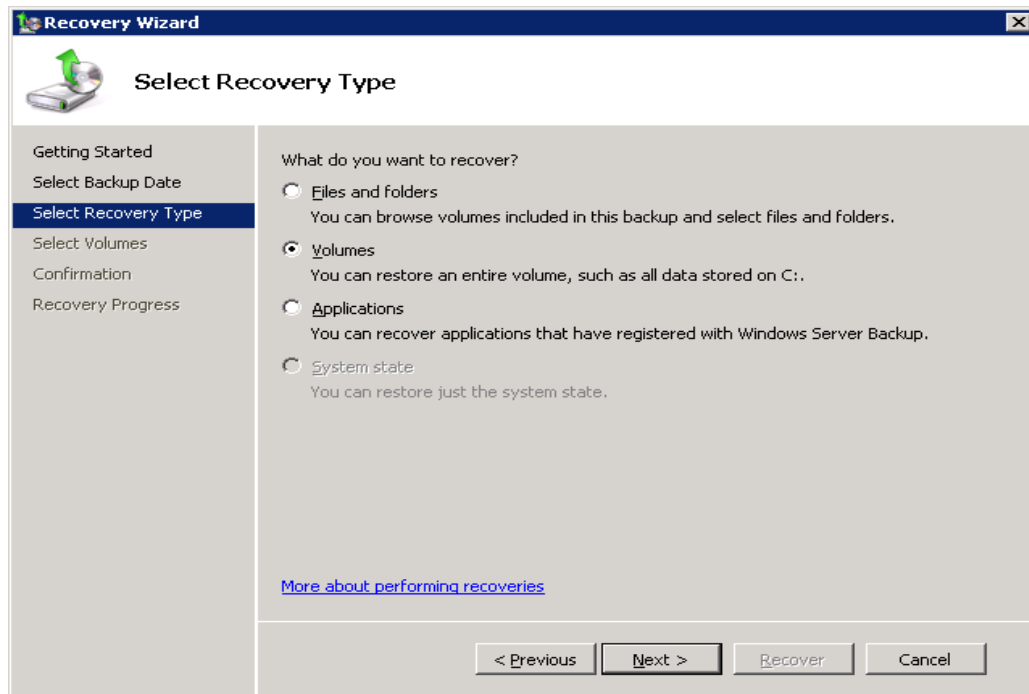 Recovery Wizard
Select Recovery Type
Getting Started
Select Backup Date
Select Recovery Type
Select Volumes
Confirmation
Recovery Progress
What do you want to recover?
Files and folders
You can browse volumes included in this backup and select files and folders.
Volumes
You can restore an entire volume, such as all data stored on C:.
Applications
You can recover applications that have registered with Windows Server Backup.
System state
You can restore just the system state.
More about performing recoveries
< Previous
Next >
Recover
Cancel